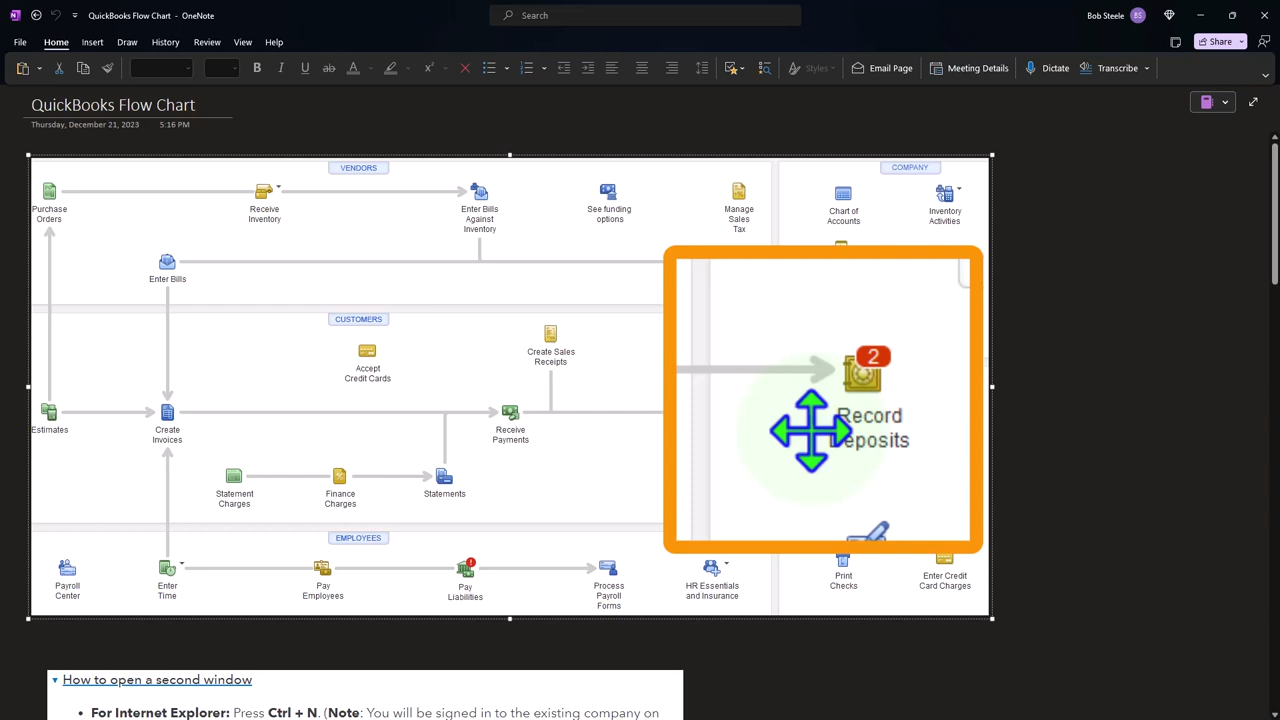 QuickBooks Flow Chart - OneNote
Search
Bob Steele
BS
File
Home
Insert
Draw
History
Review
View
Help
Share
B
I
U
ab
A
Styles
Email Page
Meeting Details
Dictate
Transcribe
QuickBooks Flow Chart
Thursday, December 21, 2023
5:16 PM
VENDORS
COMPANY
Purchase
Orders
Receive
Inventory
Enter Bills
Against
Inventory
See funding
options
Manage
Sales
Tax
Chart of
Accounts
Inventory
Activities
Enter Bills
CUSTOMERS
Accept
Credit Cards
Create Sales
Receipts
2
Record
Deposits
Estimates
Create
Invoices
Receive
Payments
Statement
Charges
Finance
Charges
Statements
EMPLOYEES
Payroll
Center
Enter
Time
Pay
Employees
Pay
Liabilities
Process
Payroll
Forms
HR Essentials
and Insurance
Print
Checks
Enter Credit
Card Charges
How to open a second window
• For Internet Explorer: Press Ctrl + N. (Note: You will be signed in to the existing company on